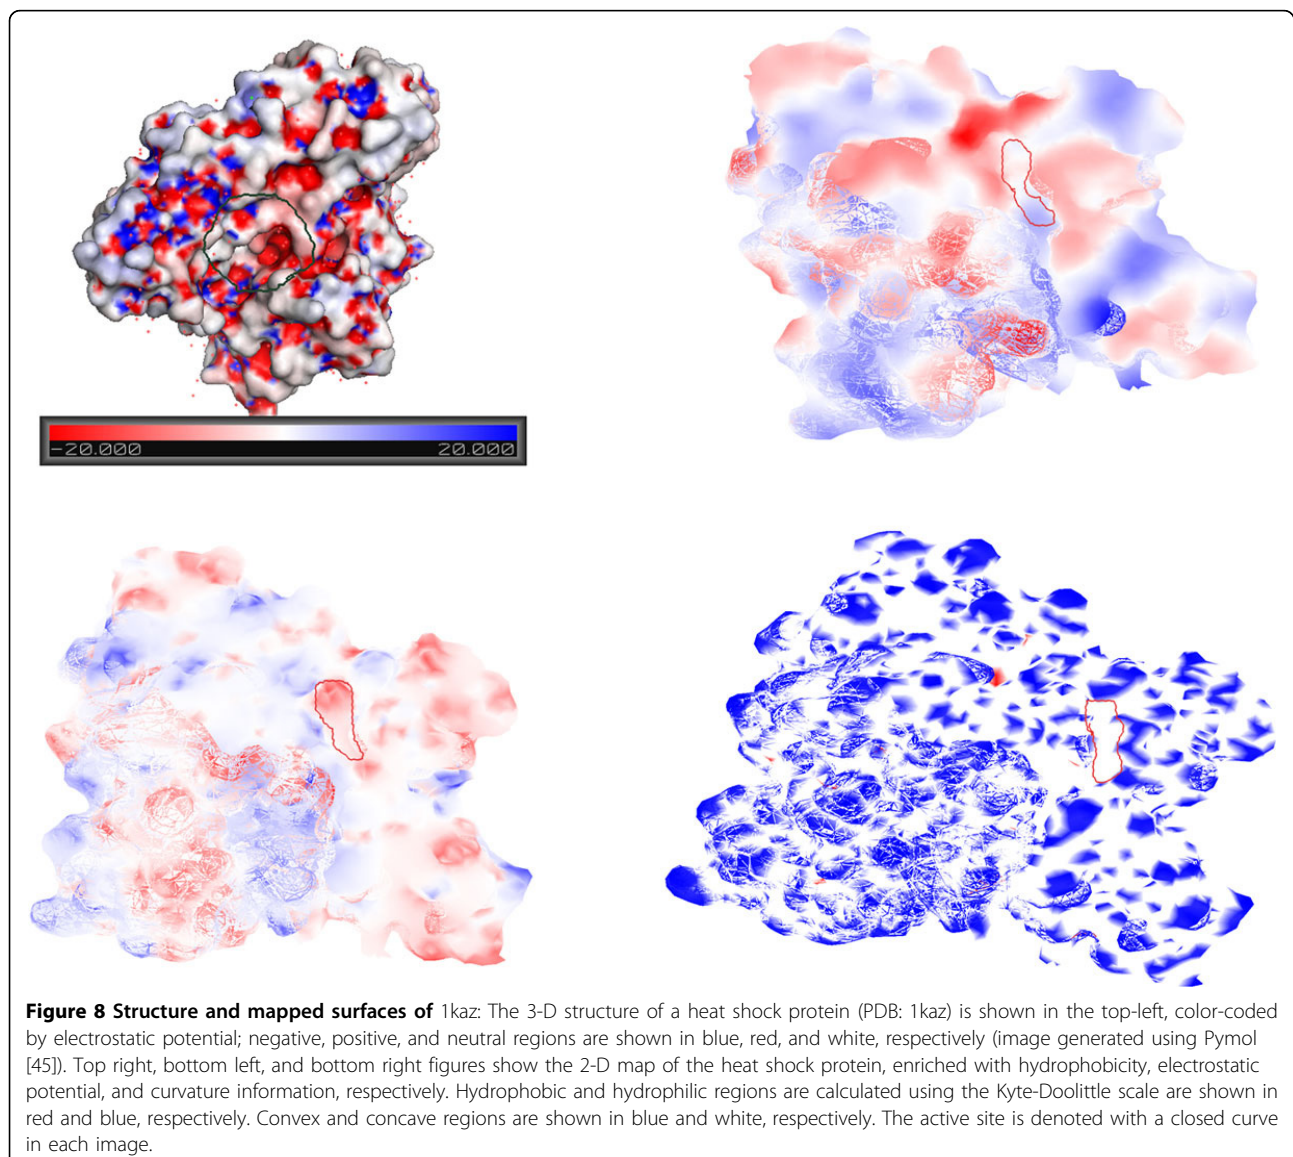 -20.000 20.000
Figure 8 Structure and mapped surfaces of 1kaz: The 3-D structure of a heat shock protein (PDB: 1kaz) is shown in the top-left, color-coded
by electrostatic potential; negative, positive, and neutral regions are shown in blue, red, and white, respectively (image generated using Pymol
[45]). Top right, bottom left, and bottom right figures show the 2-D map of the heat shock protein, enriched with hydrophobicity, electrostatic
potential, and curvature information, respectively. Hydrophobic and hydrophilic regions are calculated using the Kyte-Doolittle scale are shown in
red and blue, respectively. Convex and concave regions are shown in blue and white, respectively. The active site is denoted with a closed curve
in each image.